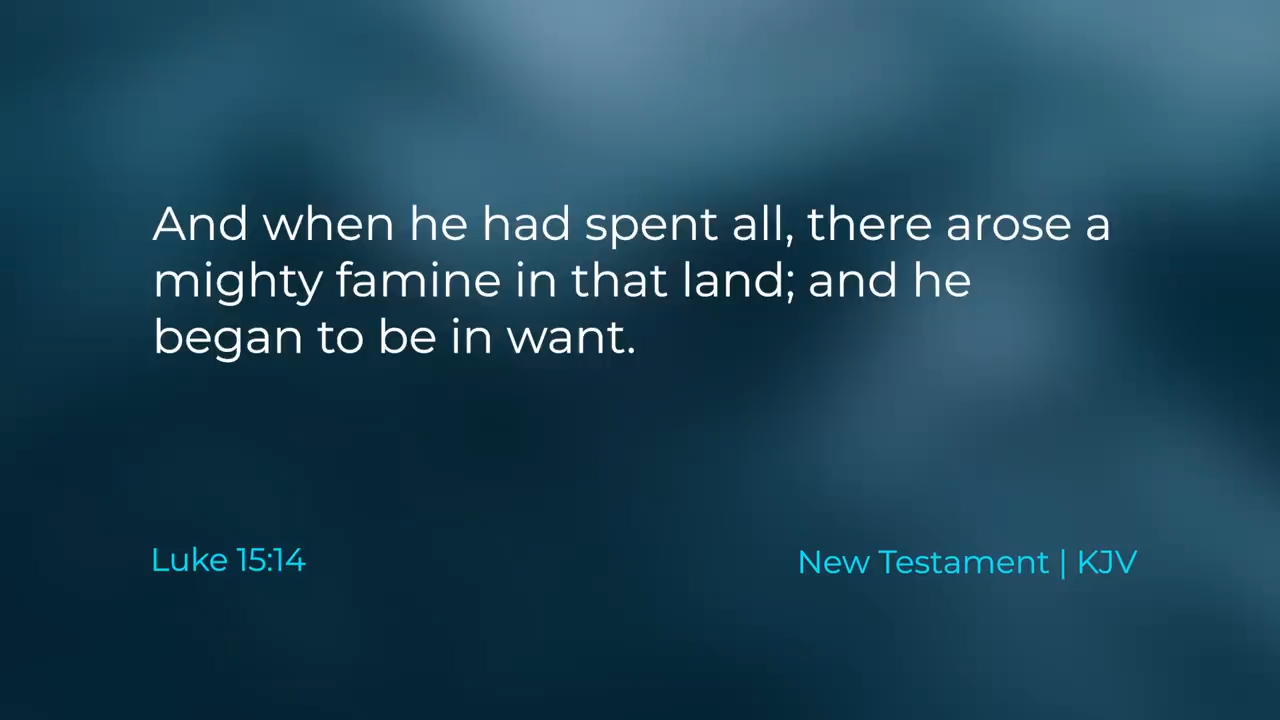 And when he had spent all, there arose a
mighty famine in that land; and he
began to be in want.
Luke 15:14
New Testament | KJV